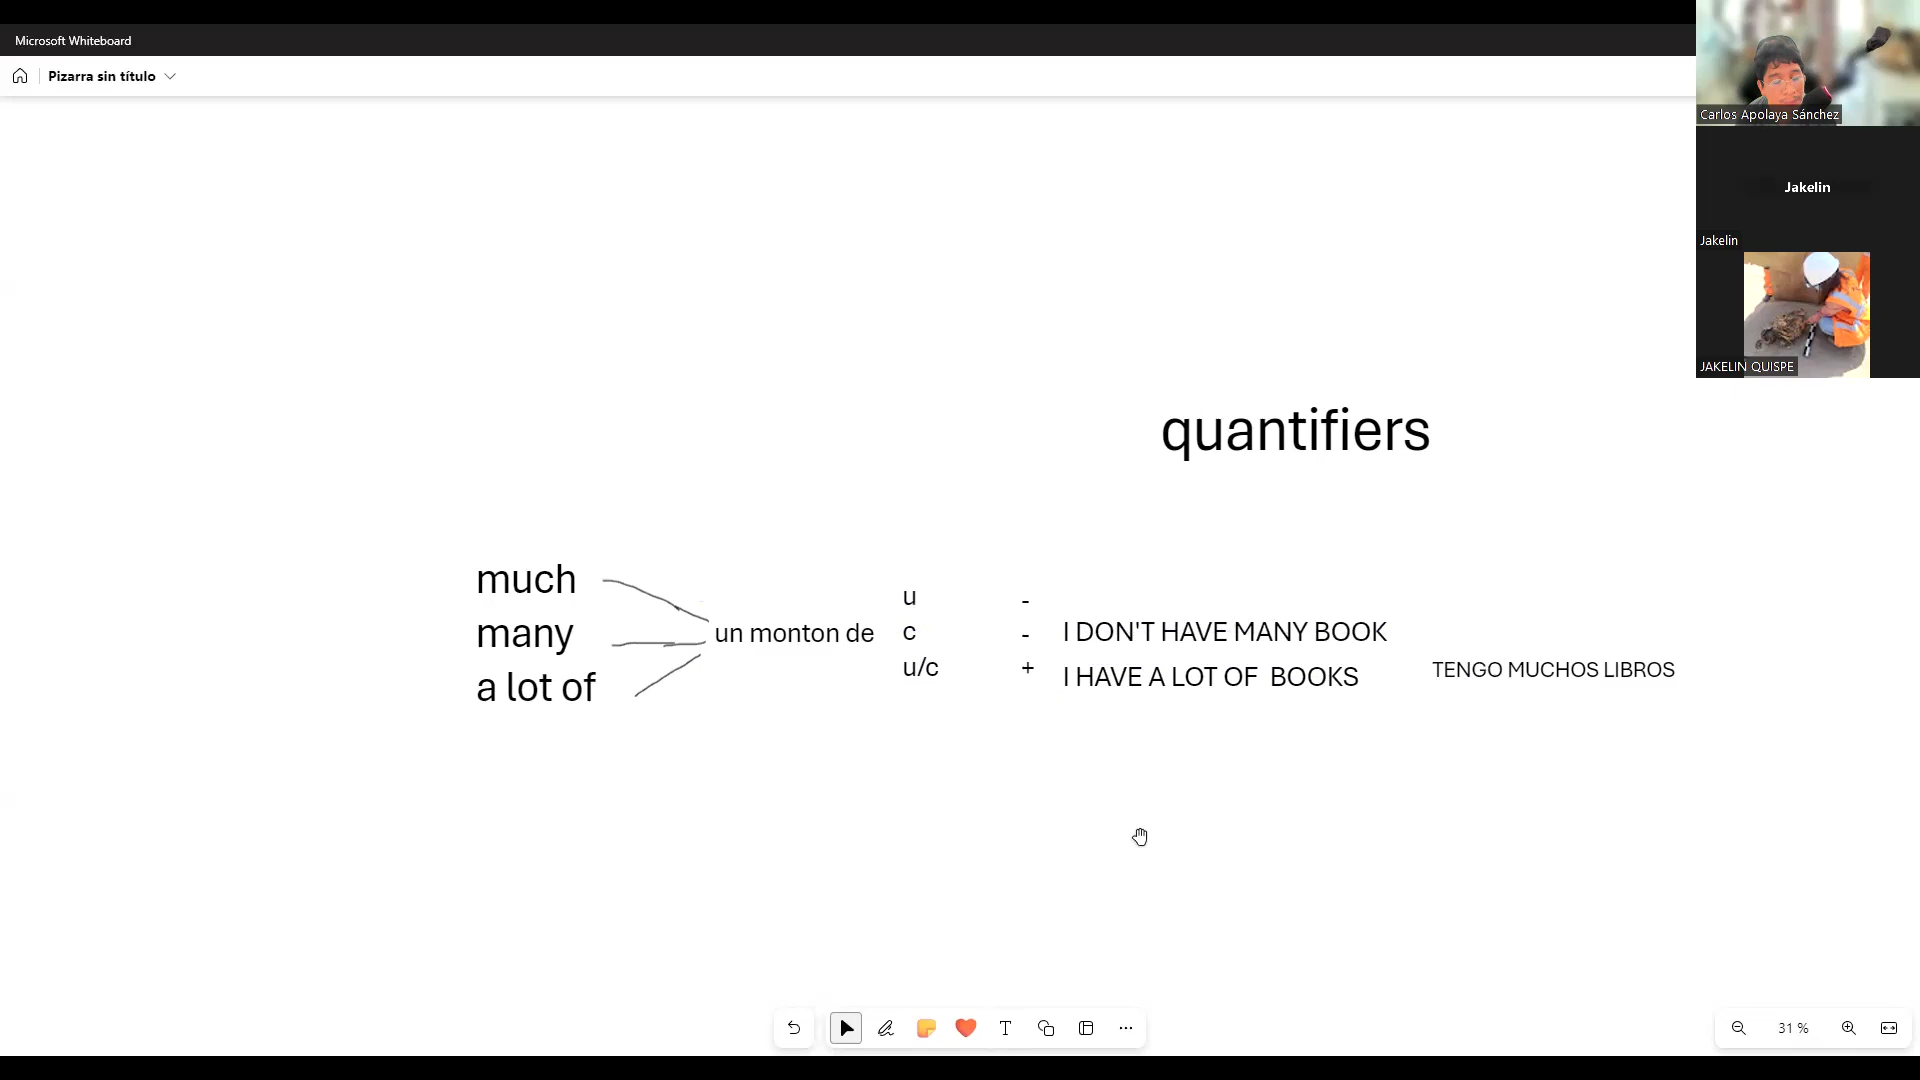 Microsoft Whiteboard
Pizarra sin título
Carlos Apolaya Sánchez
Jakelin
Jakelin
JAKELIN QUISPE
quantifiers
much
many
a lot of
un monton de
u
c
u/c
-
-
+
I DON'T HAVE MANY BOOK
I HAVE A LOT OF  BOOKS
TENGO MUCHOS LIBROS
31 %